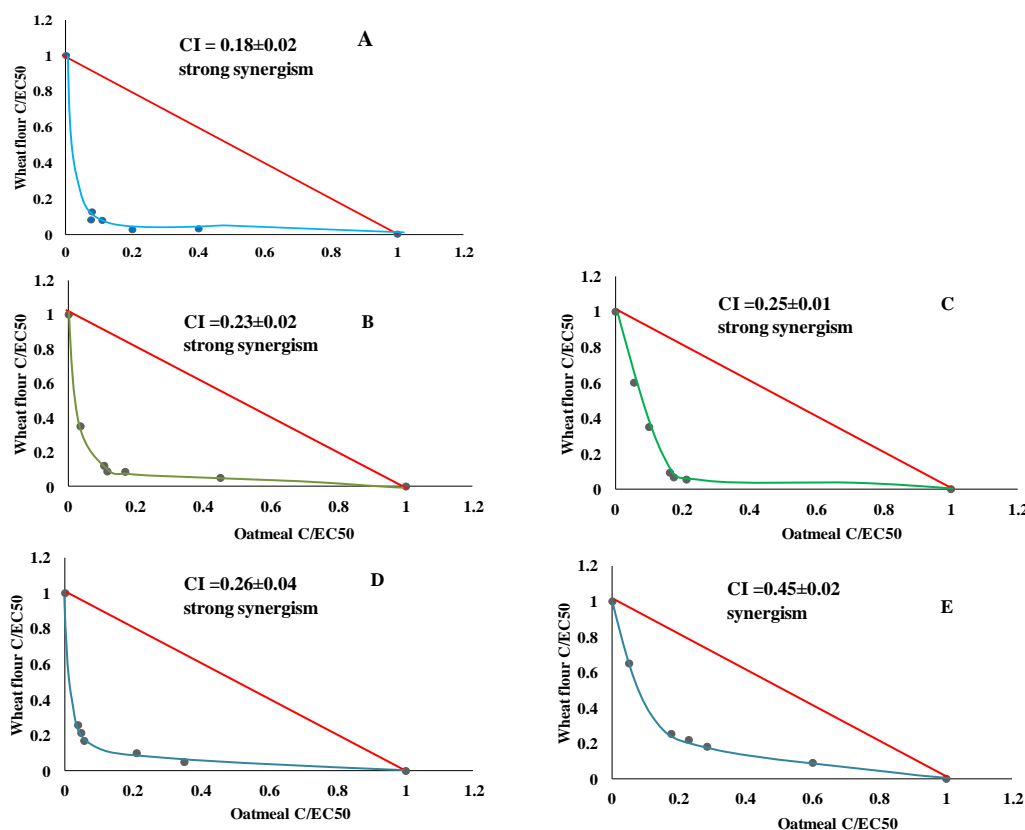 1.2
1
0.8
0.6
0.4
0.2
0
Wheat flour C/EC50
CI = 0.18±0.02
strong synergism
A
0 0.2 0.4 0.6 0.8 1 1.2
1.2
1
0.8
0.6
0.4
0.2
0
Wheat flour C/EC50
CI =0.23±0.02
strong synergism
B
0 0.2 0.4 0.6 0.8 1 1.2
Oatmeal C/EC50
1.2
1
0.8
0.6
0.4
0.2
0
Wheat flour C/EC50
CI =0.25±0.01
strong synergism
C
0 0.2 0.4 0.6 0.8 1 1.2
Oatmeal C/EC50
1.2
1
0.8
0.6
0.4
0.2
0
Wheat flour C/EC50
CI =0.26±0.04
strong synergism
D
0 0.2 0.4 0.6 0.8 1 1.2
Oatmeal C/EC50
1.2
1
0.8
0.6
0.4
0.2
0
Wheat flour C/EC50
CI =0.45±0.02
synergism
E
0 0.2 0.4 0.6 0.8 1 1.2
Oatmeal C/EC50